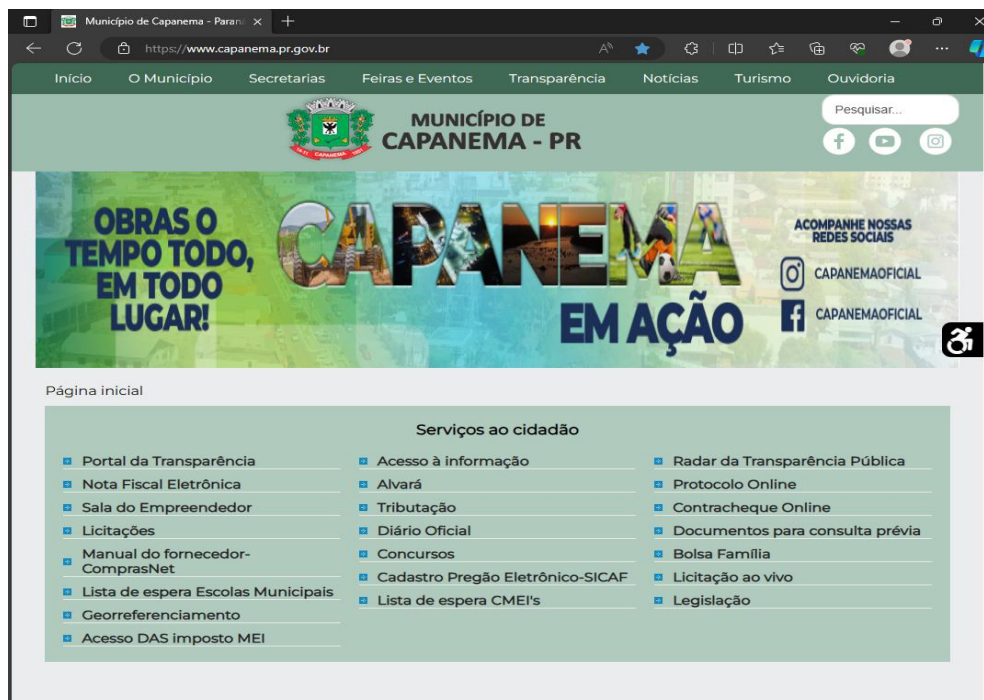 Município de Capanema - Paraná
https://www.capanema.pr.gov.br
Início O Município Secretarias Feiras e Eventos Transparência Notícias Turismo Ouvidoria
CAPANEMA
MUNICÍPIO DE
CAPANEMA - PR
Pesquisar...
OBRAS O
TEMPO TODO,
EM TODO
LUGAR!
CAPANEMA
EM AÇÃO
ACOMPANHE NOSSAS
REDES SOCIAIS
CAPANEMAOFICIAL
CAPANEMAOFICIAL
Página inicial
Serviços ao cidadão
Portal da Transparência
Nota Fiscal Eletrônica
Sala do Empreendedor
Licitações
Manual do fornecedor-
ComprasNet
Lista de espera Escolas Municipais
Georreferenciamento
Acesso DAS imposto MEI
Acesso à informação
Alvará
Tributação
Diário Oficial
Concursos
Cadastro Pregão Eletrônico-SICAF
Lista de espera CMEI's
Radar da Transparência Pública
Protocolo Online
Contracheque Online
Documentos para consulta prévia
Bolsa Família
Licitação ao vivo
Legislação